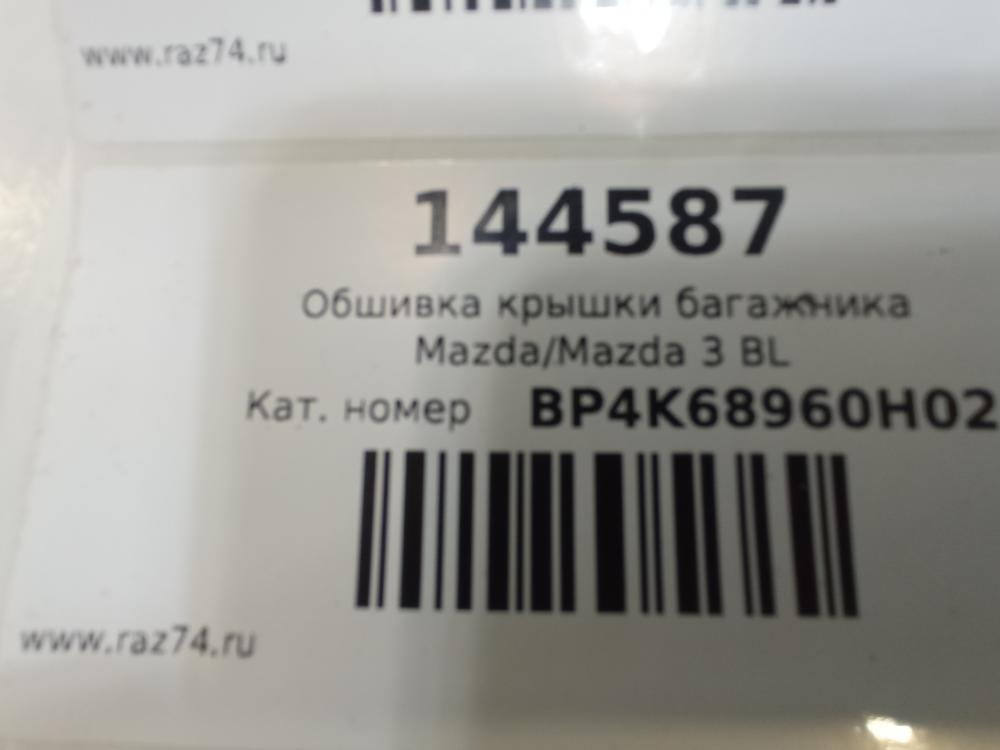 www.raz74.ru
144587
Обшивка крышки багажника
Mazda/Mazda 3 BL
Кат. номер BP4K68960H02
www.raz74.ru